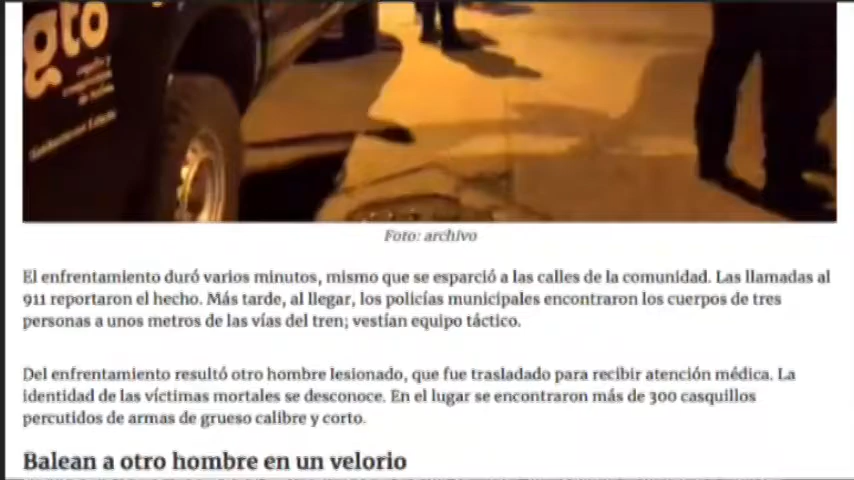 gto
Foto: archivo
El enfrentamiento duró varios minutos, mismo que se esparció a las calles de la comunidad. Las llamadas al
911 reportaron el hecho. Más tarde, al llegar, los policías municipales encontraron los cuerpos de tres
personas a unos metros de las vías del tren; vestían equipo táctico.
Del enfrentamiento resultó otro hombre lesionado, que fue trasladado para recibir atención médica. La
identidad de las víctimas mortales se desconoce. En el lugar se encontraron más de 300 casquillos
percutidos de armas de grueso calibre y corto.
Balean a otro hombre en un velorio